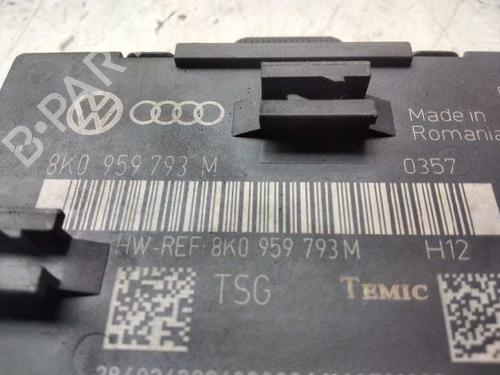 B-PAR
Made in
Romania
8K0 959 793 M
0357
HW-REF: 8K0 959 793 M
H12
TSG
TEMIC